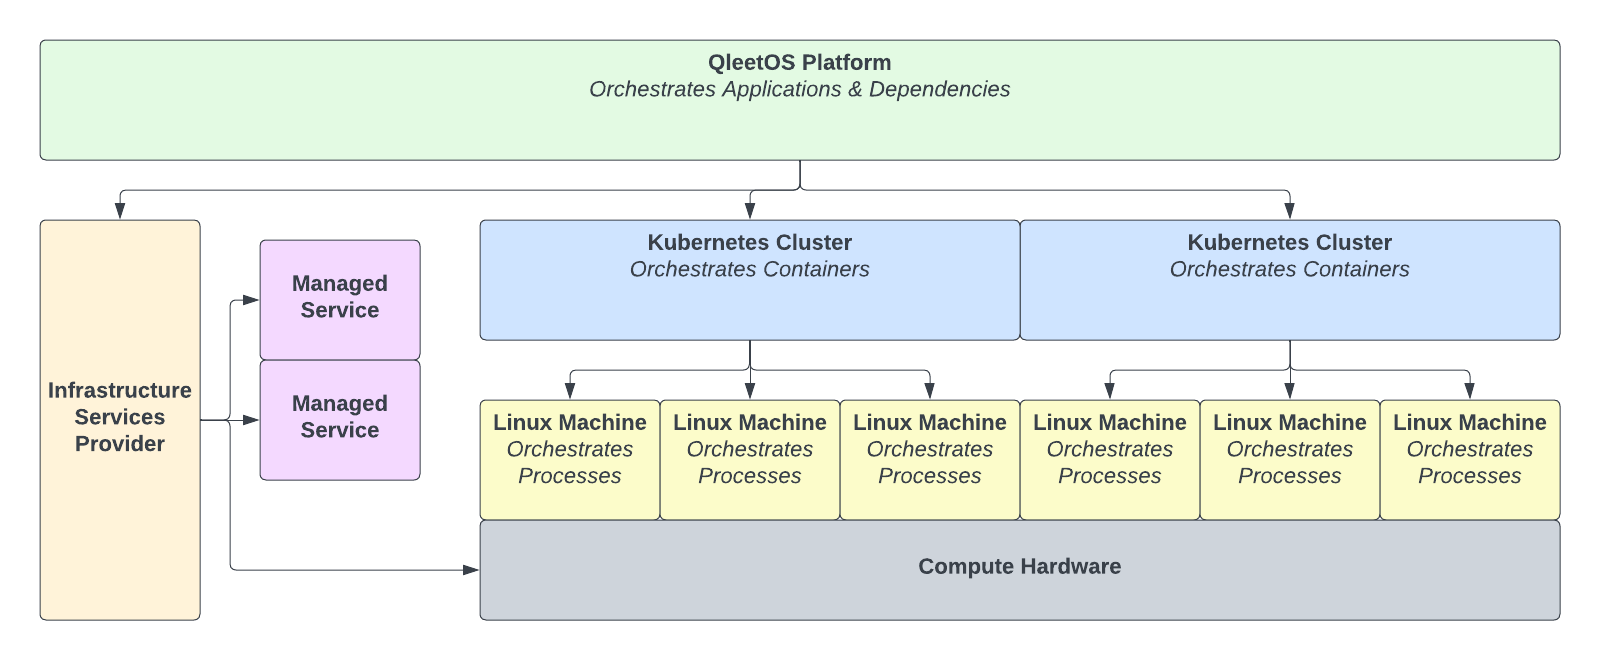 QleetOS Platform
Orchestrates Applications & Dependencies
Infrastructure
Services
Provider
Managed
Service
Managed
Service
Kubernetes Cluster
Orchestrates Containers
Kubernetes Cluster
Orchestrates Containers
Linux Machine
Orchestrates
Processes
Linux Machine
Orchestrates
Processes
Linux Machine
Orchestrates
Processes
Linux Machine
Orchestrates
Processes
Linux Machine
Orchestrates
Processes
Linux Machine
Orchestrates
Processes
Compute Hardware